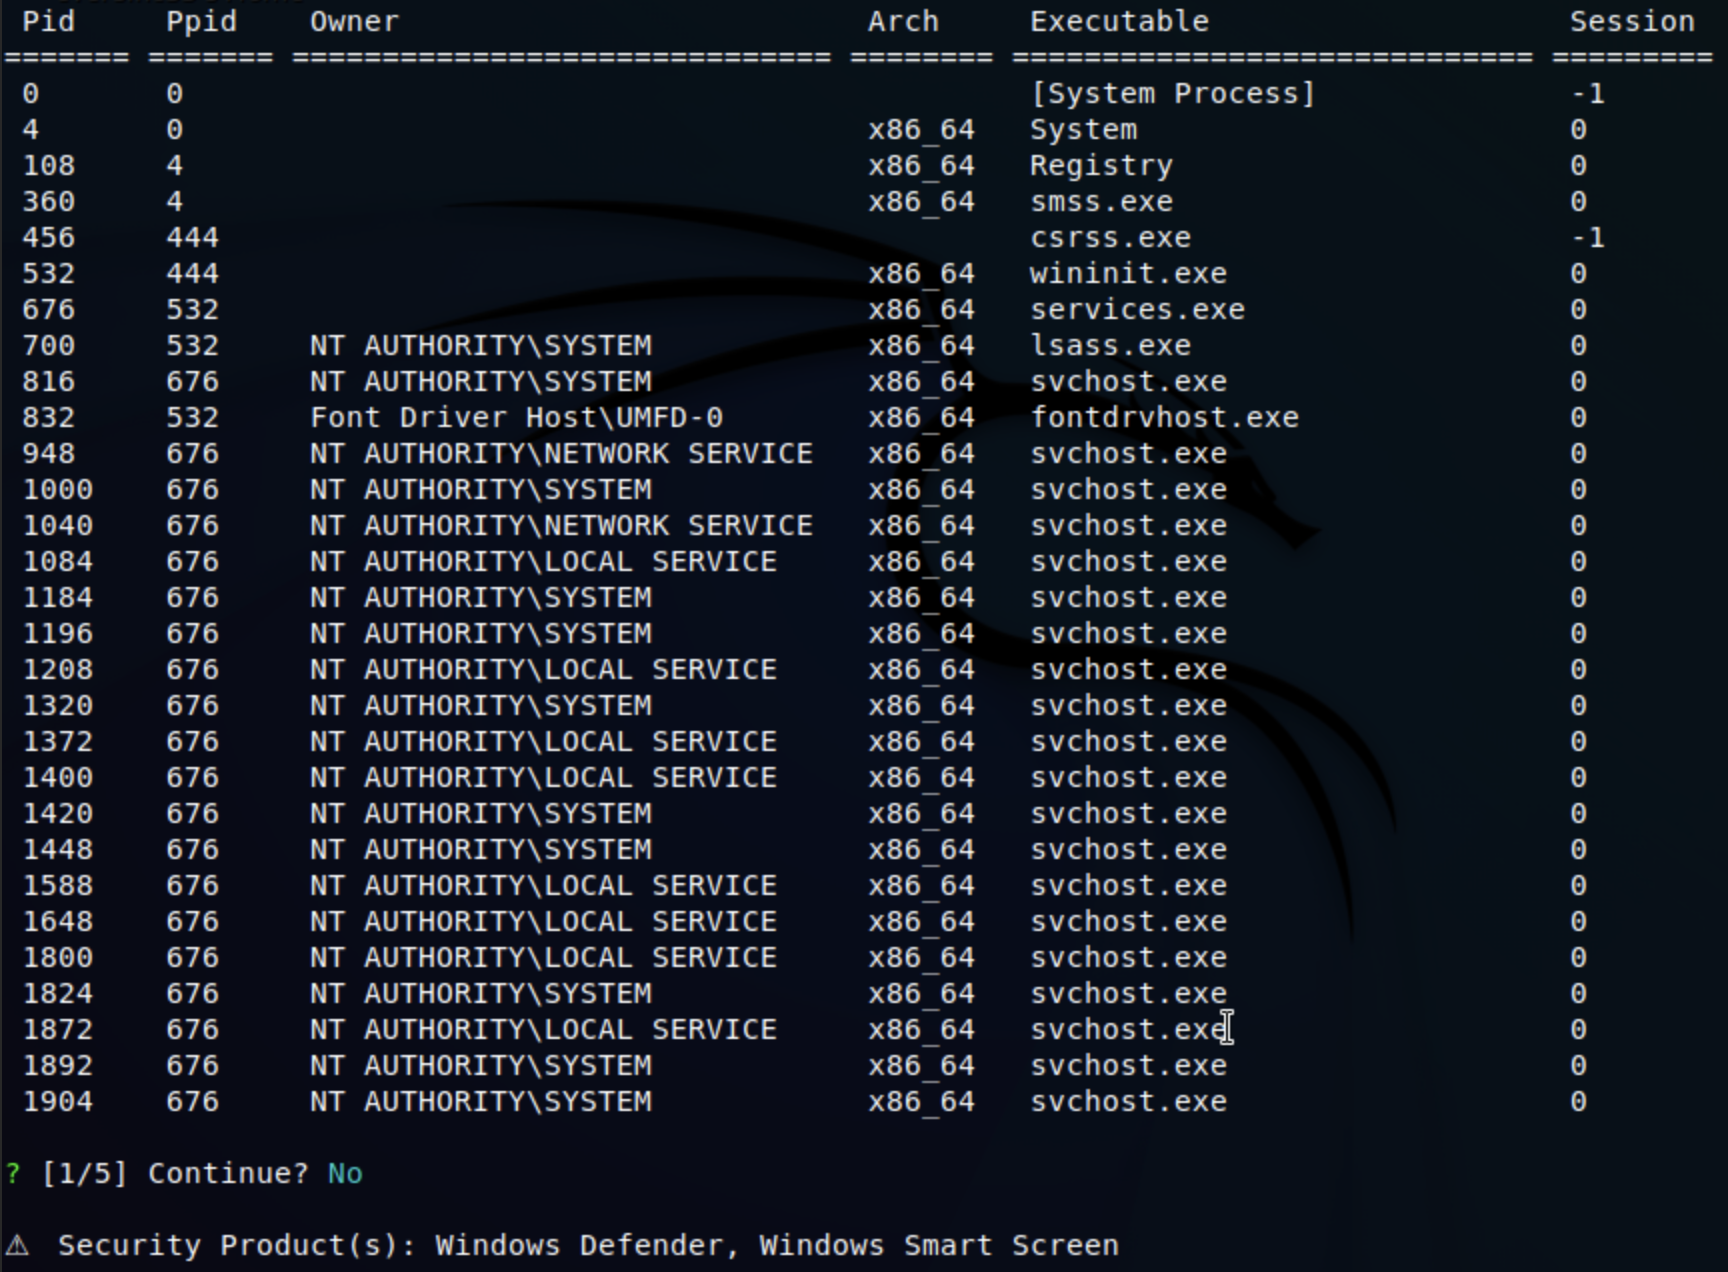 Pid Ppid Owner Arch Executable Session
======= ======= ============================== ======== ============================= =========
0 0 [System Process] -1
4 0 x86_64 System 0
108 4 x86_64 Registry 0
360 4 x86_64 smss.exe 0
456 444 csrss.exe -1
532 444 x86_64 wininit.exe 0
676 532 x86_64 services.exe 0
700 532 NT AUTHORITY\SYSTEM x86_64 lsass.exe 0
816 676 NT AUTHORITY\SYSTEM x86_64 svchost.exe 0
832 532 Font Driver Host\UMFD-0 x86_64 fontdrvhost.exe 0
948 676 NT AUTHORITY\NETWORK SERVICE x86_64 svchost.exe 0
1000 676 NT AUTHORITY\SYSTEM x86_64 svchost.exe 0
1040 676 NT AUTHORITY\NETWORK SERVICE x86_64 svchost.exe 0
1084 676 NT AUTHORITY\LOCAL SERVICE x86_64 svchost.exe 0
1184 676 NT AUTHORITY\SYSTEM x86_64 svchost.exe 0
1196 676 NT AUTHORITY\SYSTEM x86_64 svchost.exe 0
1208 676 NT AUTHORITY\LOCAL SERVICE x86_64 svchost.exe 0
1320 676 NT AUTHORITY\SYSTEM x86_64 svchost.exe 0
1372 676 NT AUTHORITY\LOCAL SERVICE x86_64 svchost.exe 0
1400 676 NT AUTHORITY\LOCAL SERVICE x86_64 svchost.exe 0
1420 676 NT AUTHORITY\SYSTEM x86_64 svchost.exe 0
1448 676 NT AUTHORITY\SYSTEM x86_64 svchost.exe 0
1588 676 NT AUTHORITY\LOCAL SERVICE x86_64 svchost.exe 0
1648 676 NT AUTHORITY\LOCAL SERVICE x86_64 svchost.exe 0
1800 676 NT AUTHORITY\LOCAL SERVICE x86_64 svchost.exe 0
1824 676 NT AUTHORITY\SYSTEM x86_64 svchost.exe 0
1872 676 NT AUTHORITY\LOCAL SERVICE x86_64 svchost.exe 0
1892 676 NT AUTHORITY\SYSTEM x86_64 svchost.exe 0
1904 676 NT AUTHORITY\SYSTEM x86_64 svchost.exe 0
? [1/5] Continue? No
⚠ Security Product(s): Windows Defender, Windows Smart Screen